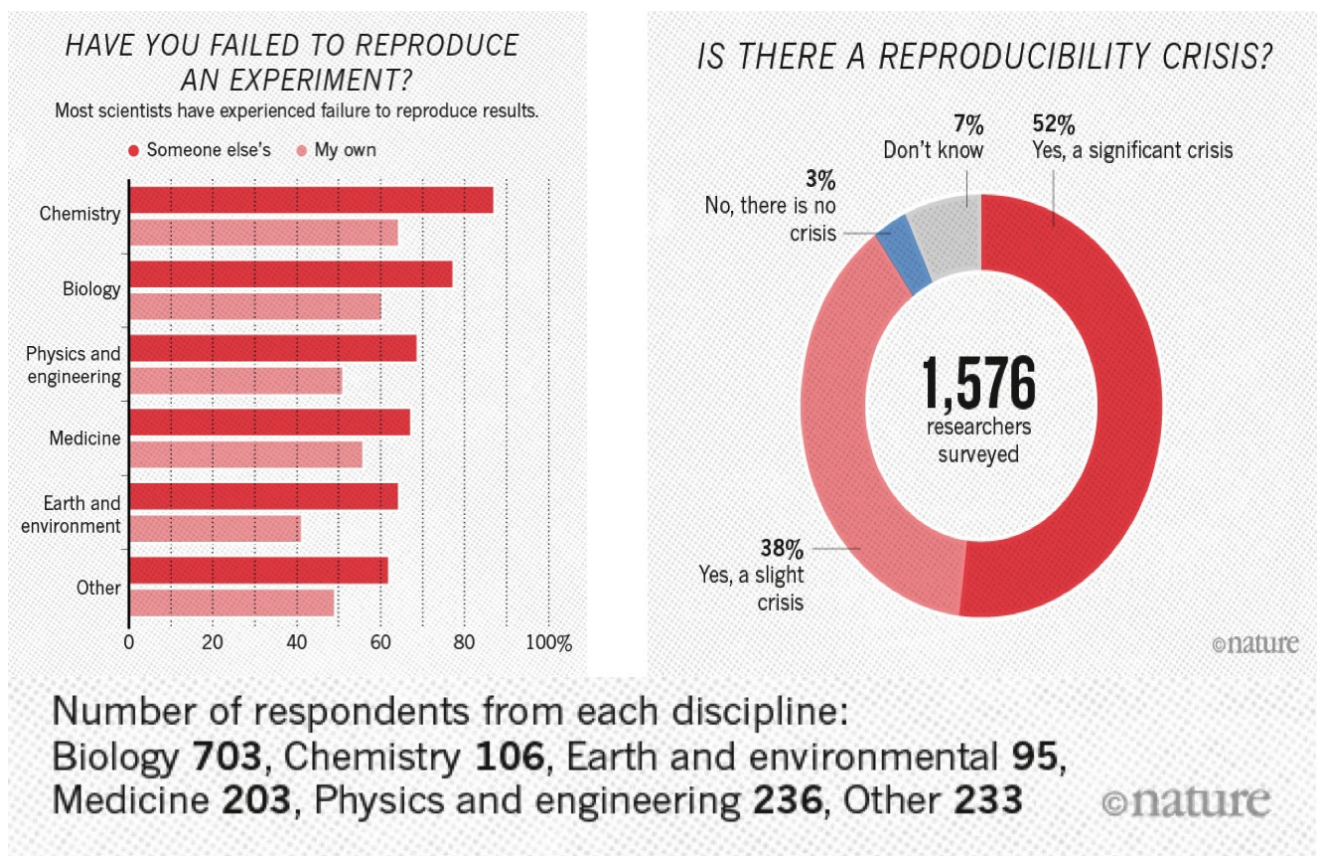 HAVE YOU FAILED TO REPRODUCE
AN EXPERIMENT?
Most scientists have experienced failure to reproduce results.
Someone else's
My own
Chemistry
Biology
Physics and
engineering
Medicine
Earth and
environment
Other
0 20 40 60 80 100%
IS THERE A REPRODUCIBILITY CRISIS?
7%
Don't know
52%
Yes, a significant crisis
3%
No, there is no
crisis
1,576
researchers
surveyed
38%
Yes, a slight
crisis
©nature
Number of respondents from each discipline:
Biology 703, Chemistry 106, Earth and environmental 95,
Medicine 203, Physics and engineering 236, Other 233
©nature